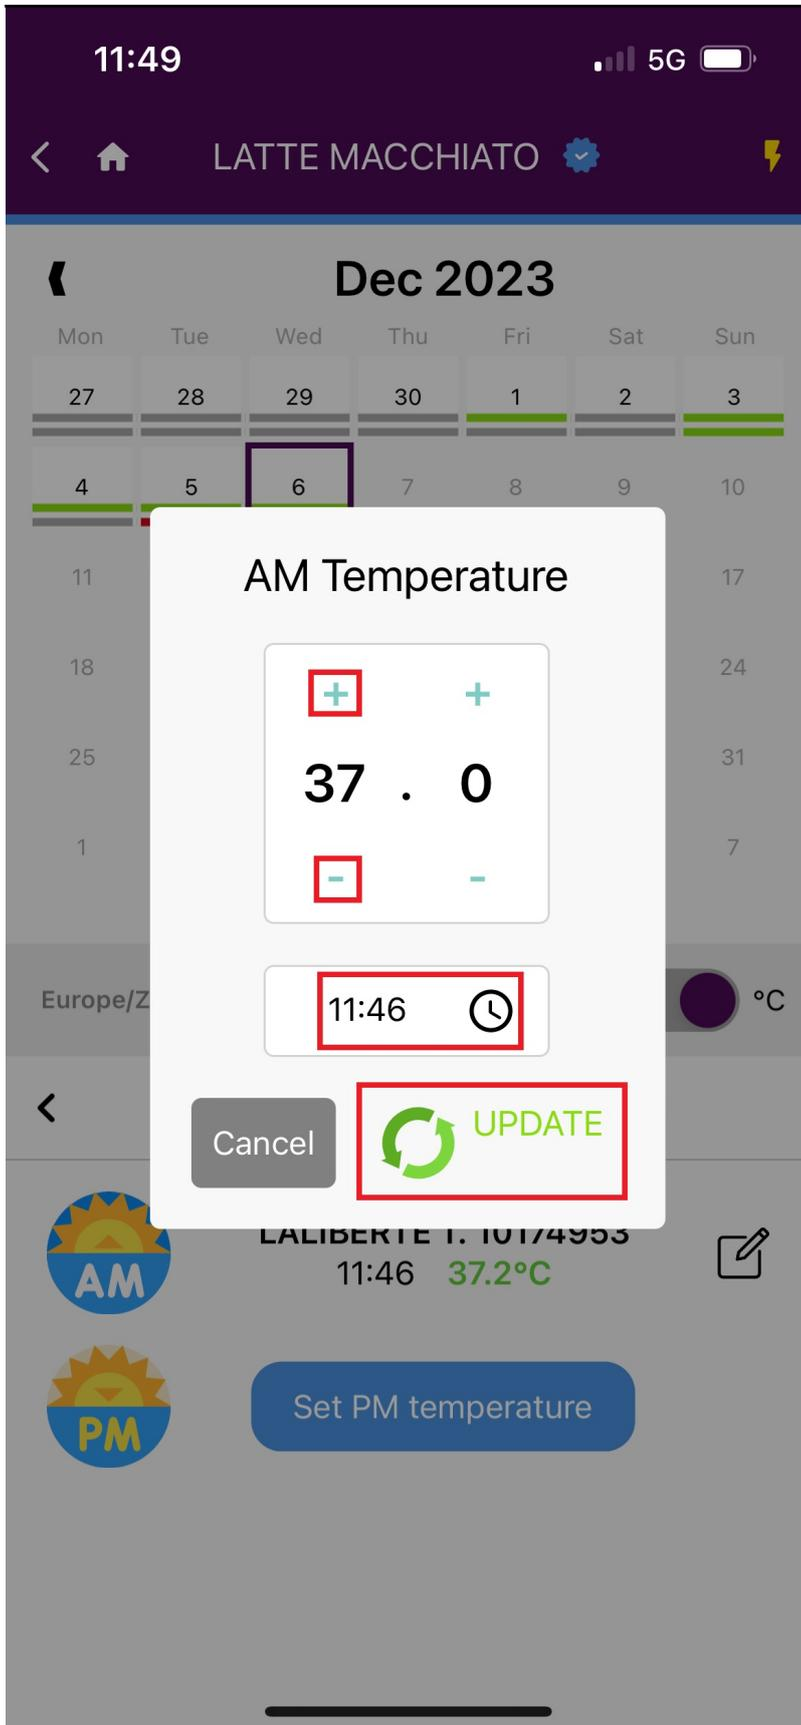 11:49 5G
LATTE MACCHIATO
Dec 2023
Mon Tue Wed Thu Fri Sat Sun
27 28 29 30 1 2 3
4 5 6 7 8 9 10
11 17
18 24
25 31
1 7
AM Temperature
+ +
37 . 0
- -
Europe/Z °C
11:46
Cancel UPDATE
LALIBERTE T. 10174953
AM 11:46 37.2°C
PM Set PM temperature